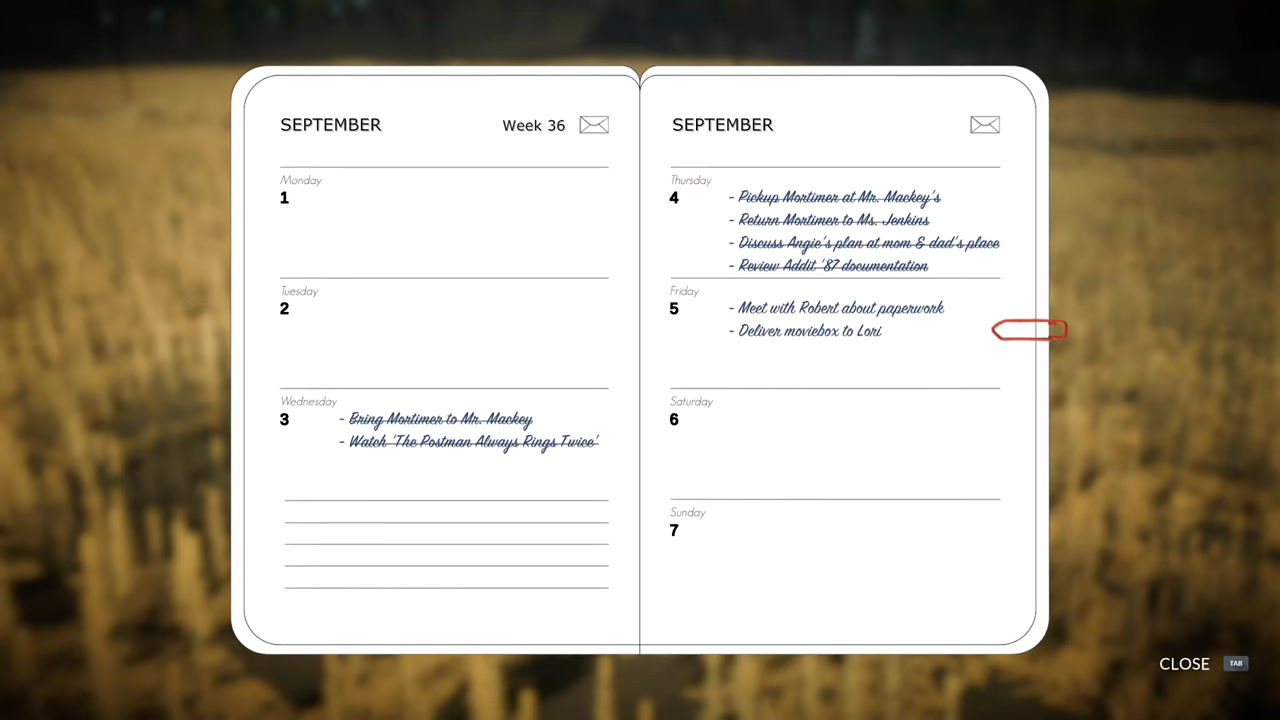 SEPTEMBER Week 36
Monday
1
Tuesday
2
Wednesday
3 - Bring Mortimer to Mr. Mackey
- Watch 'The Postman Always Rings Twice'
SEPTEMBER
Thursday
4 - Pickup Mortimer at Mr. Mackey's
- Return Mortimer to Ms. Jenkins
- Discuss Angie's plan at mom & dad's place
- Review Addit '87 documentation
Friday
5 - Meet with Robert about paperwork
- Deliver moviebox to Lori
Saturday
6
Sunday
7
CLOSE TAB